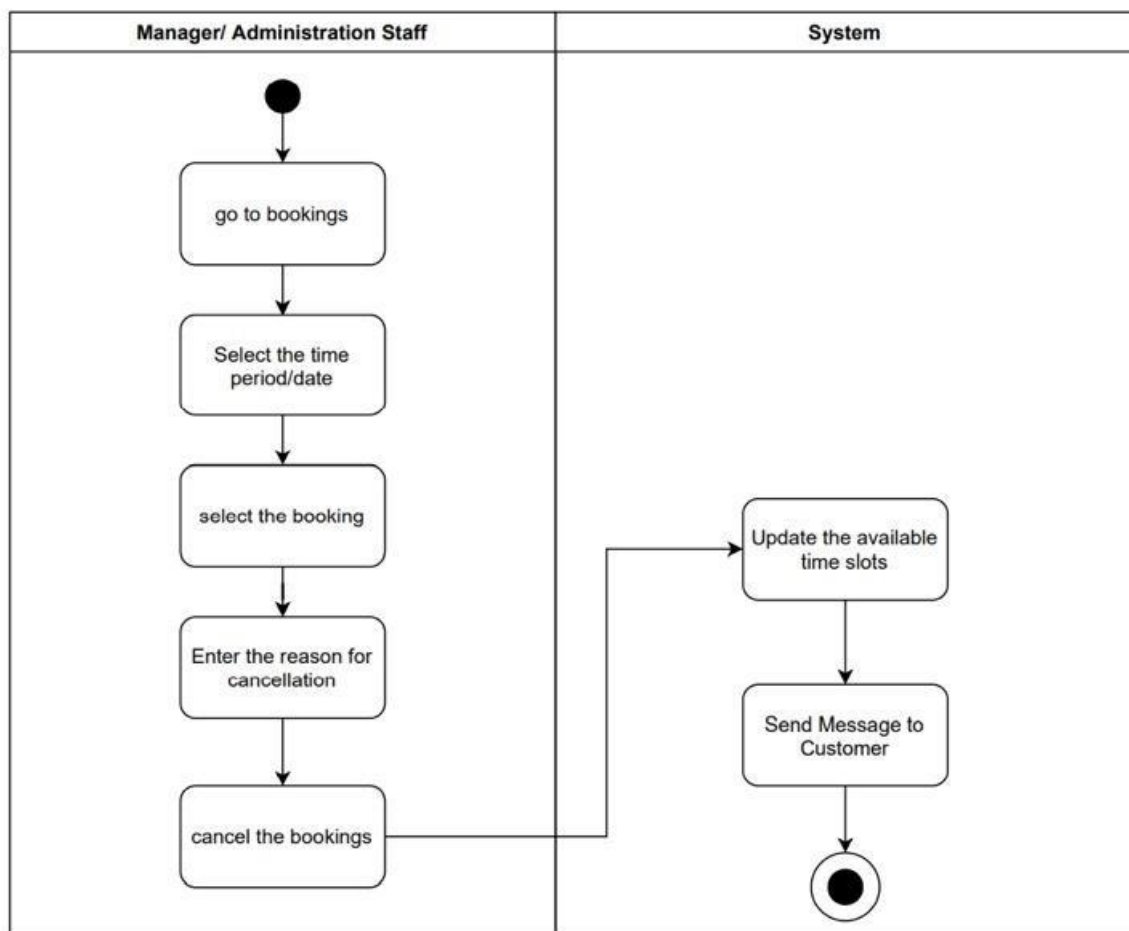 Manager/ Administration Staff
System
go to bookings
Select the time
period/date
select the booking
Enter the reason for
cancellation
cancel the bookings
Update the available
time slots
Send Message to
Customer